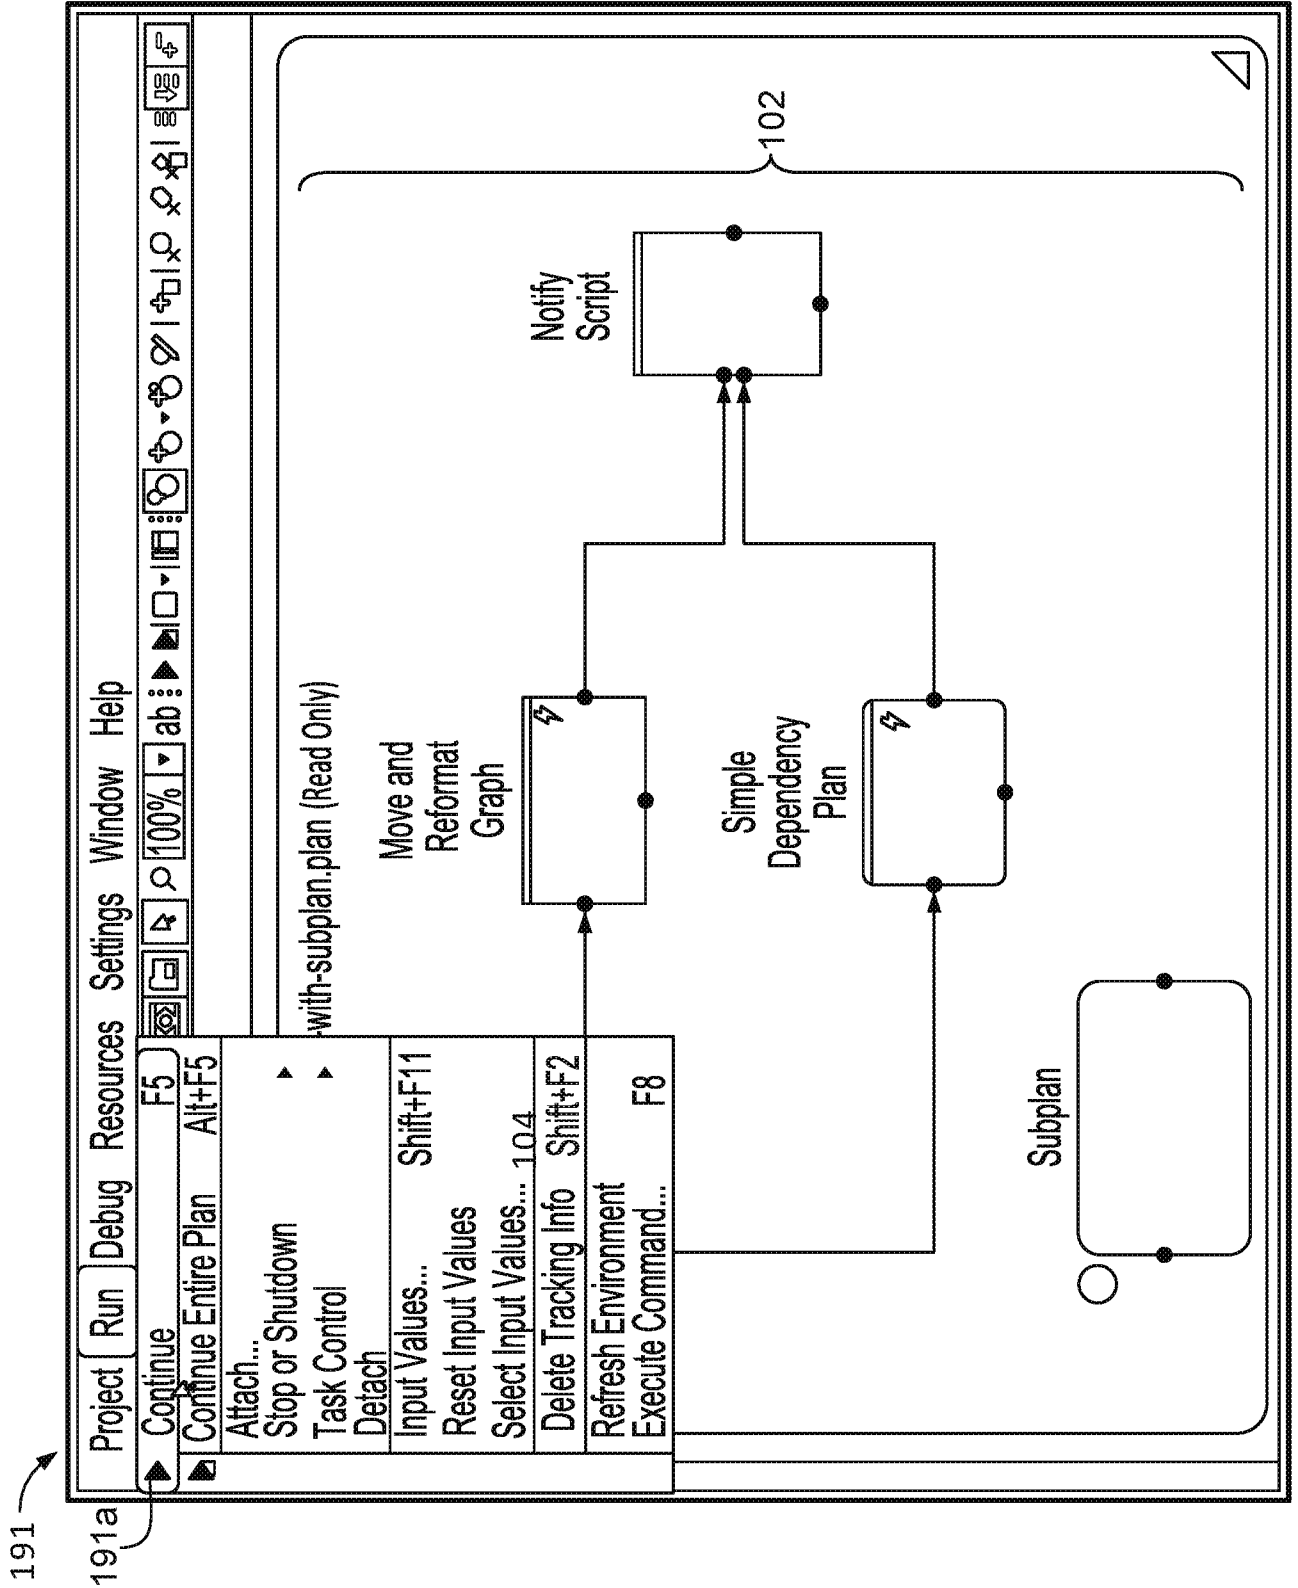 191
191a
Project Run Debug Resources Settings Window Help
100% ab
Continue F5
Continue Entire Plan Alt+F5
Attach...
Stop or Shutdown
Task Control
Detach
Input Values... Shift+F11
Reset Input Values
Select Input Values... 104
Delete Tracking Info Shift+F2
Refresh Environment
Execute Command... F8
-with-subplan.plan (Read Only)
Move and
Reformat
Graph
Notify
Script
Simple
Dependency
Plan
102
Subplan